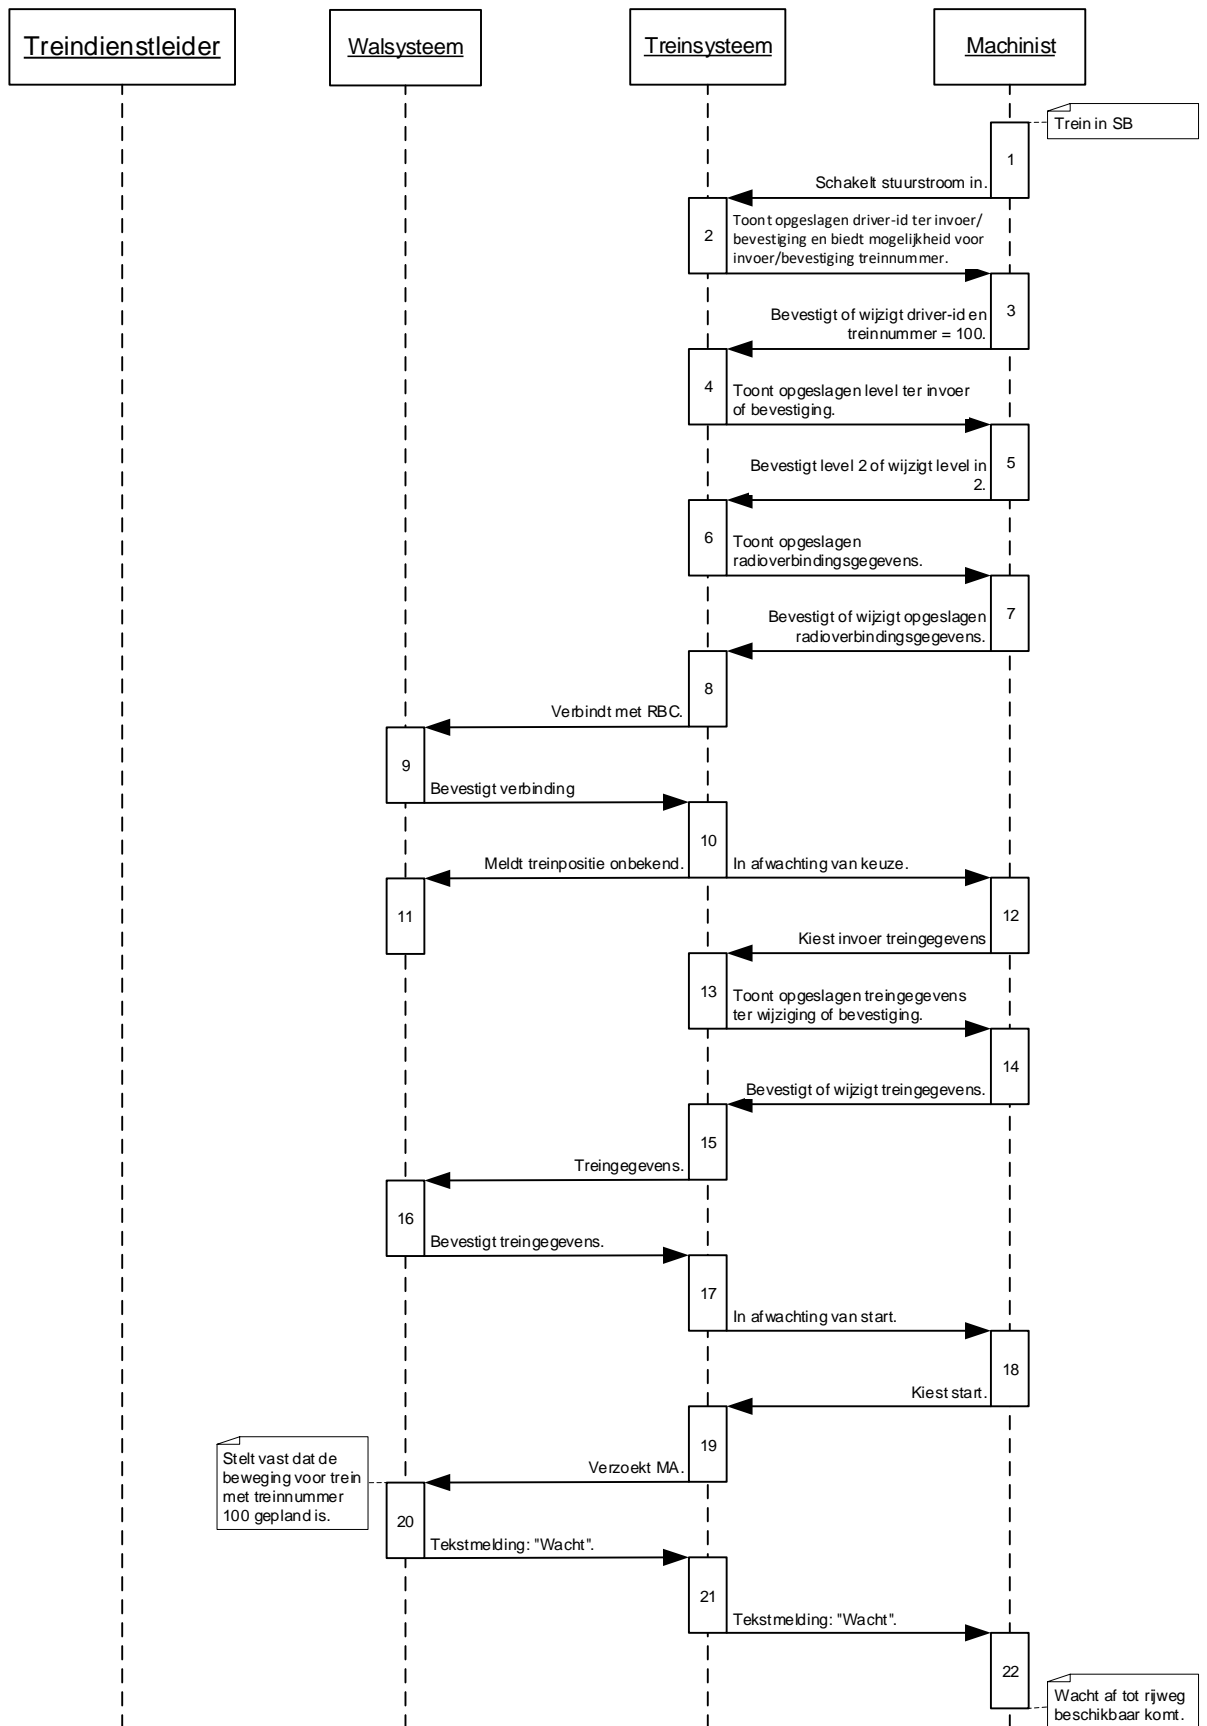 Treindienstleider
Walsysteem
Treinsysteem
Machinist
Trein in SB
1
Schakelt stuurstroom in.
2
Toont opgeslagen driver-id ter invoer/
bevestiging en biedt mogelijkheid voor
invoer/bevestiging treinnummer.
3
Bevestigt of wijzigt driver-id en
treinnummer = 100.
4
Toont opgeslagen level ter invoer
of bevestiging.
5
Bevestigt level 2 of wijzigt level in
2.
6
Toont opgeslagen
radioverbindingsgegevens.
7
Bevestigt of wijzigt opgeslagen
radioverbindingsgegevens.
8
Verbindt met RBC.
9
Bevestigt verbinding
10
Meldt treinpositie onbekend.
In afwachting van keuze.
11
12
Kiest invoer treingegevens
13
Toont opgeslagen treingegevens
ter wijziging of bevestiging.
14
Bevestigt of wijzigt treingegevens.
15
Treingegevens.
16
Bevestigt treingegevens.
17
In afwachting van start.
18
Kiest start.
19
Verzoekt MA.
Stelt vast dat de
beweging voor trein
met treinnummer
100 gepland is.
20
Tekstmelding: "Wacht".
21
Tekstmelding: "Wacht".
22
Wacht af tot rijweg
beschikbaar komt.